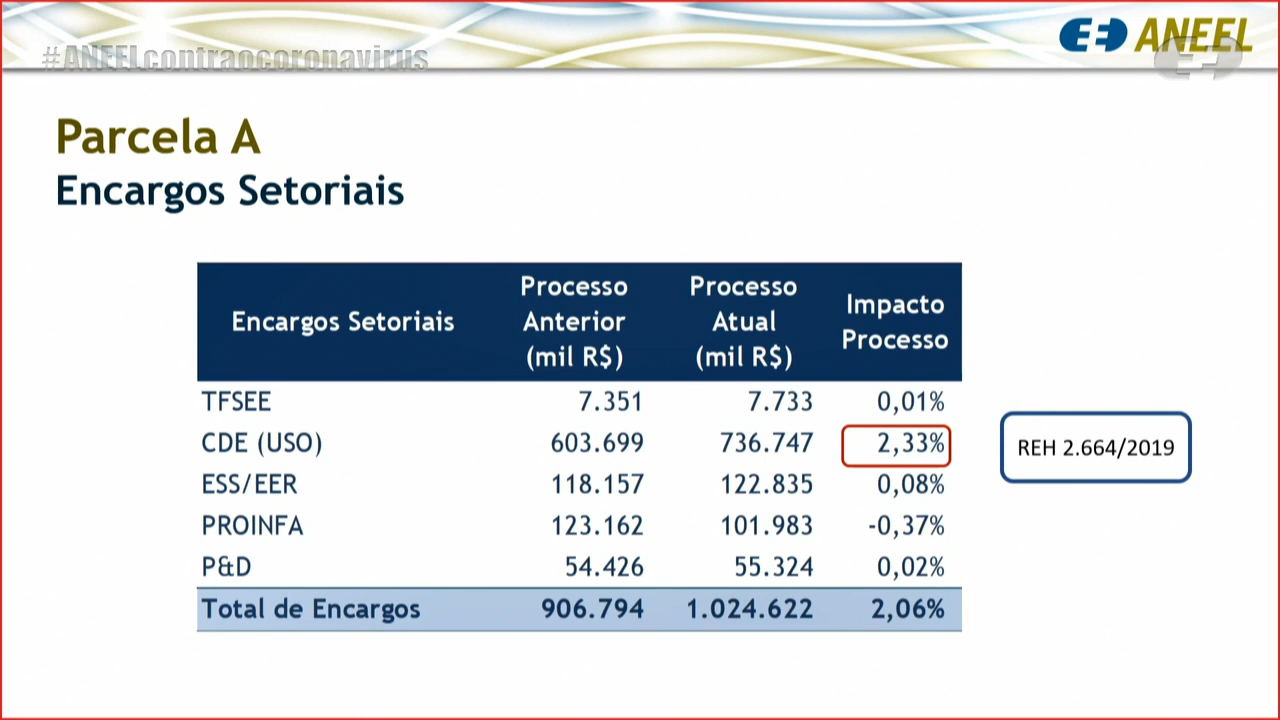 #ANEELcontraocoronavirus
ANEEL
Parcela A
Encargos Setoriais
Encargos Setoriais Processo Anterior (mil R$) Processo Atual (mil R$) Impacto Processo
TFSEE 7.351 7.733 0,01%
CDE (USO) 603.699 736.747 2,33%
ESS/EER 118.157 122.835 0,08%
PROINFA 123.162 101.983 -0,37%
P&D 54.426 55.324 0,02%
Total de Encargos 906.794 1.024.622 2,06%
REH 2.664/2019